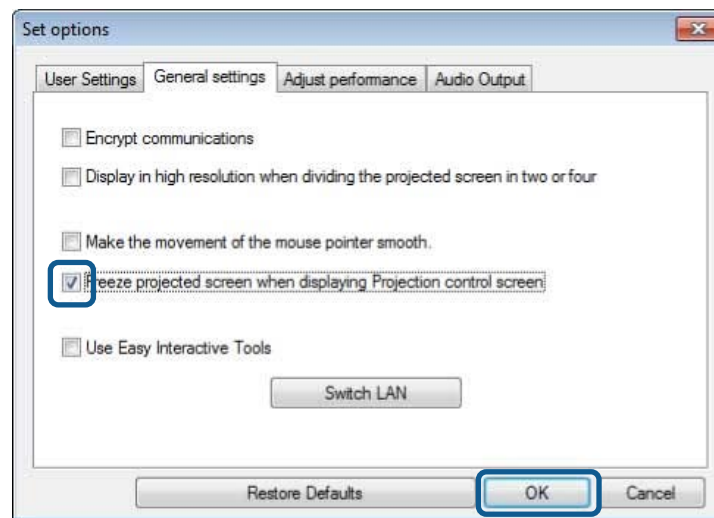 Set options
User Settings General settings Adjust performance Audio Output
Encrypt communications
Display in high resolution when dividing the projected screen in two or four
Make the movement of the mouse pointer smooth.
Freeze projected screen when displaying Projection control screen
Use Easy Interactive Tools
Switch LAN
Restore Defaults OK Cancel